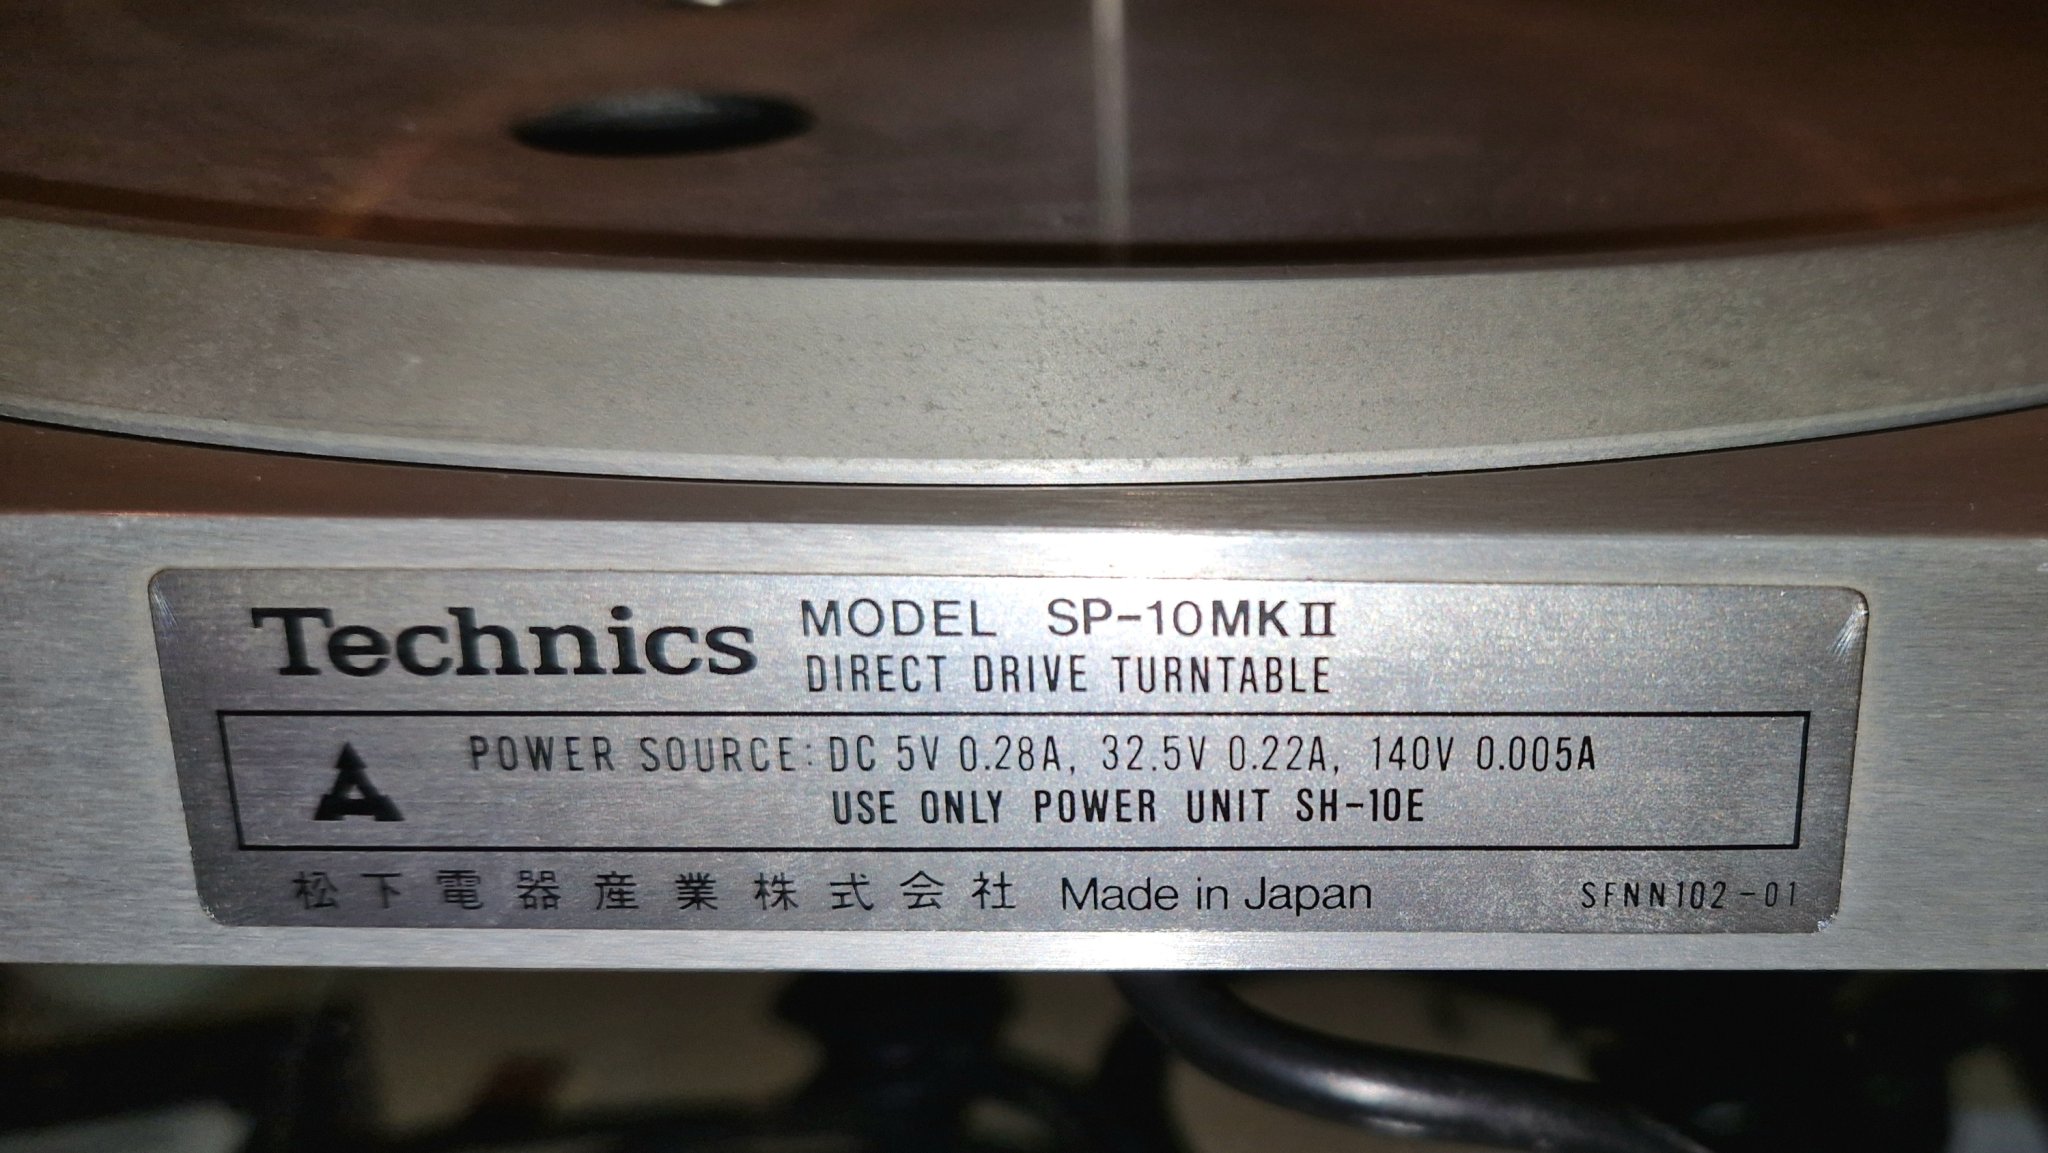 Technics MODEL SP-10MKII
DIRECT DRIVE TURNTABLE
POWER SOURCE: DC 5V 0.28A, 32.5V 0.22A, 140V 0.005A
USE ONLY POWER UNIT SH-10E
松下電器産業株式会社 Made in Japan SFNN102-01